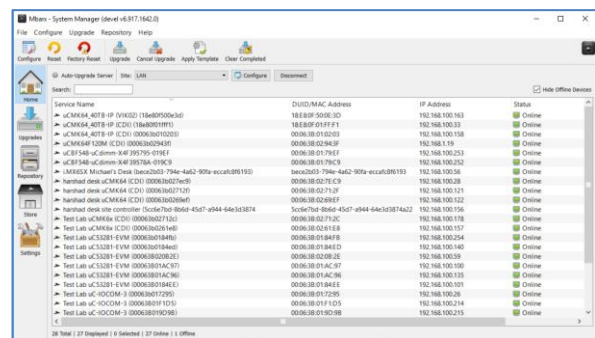 Mbarx - System Manager (devel v6.917.1642.0)
File Configure Upgrade Repository Help
Configure Reset Factory Reset Upgrade Cancel Upgrade Apply Template Clear Completed
Auto-Upgrade Server Site: LAN Configure Disconnect
Home
Search: Hide Offline Devices
Service Name DUID/MAC Address IP Address Status
uCMK64_40TB-IP (VIK02) (18e80f500e3d) 18:E8:0F:50:0E:3D 192.168.100.163 Online
uCMK64_40TB-IP (CDI) (18e80f01fff1) 18:E8:0F:01:FF:F1 192.168.100.33 Online
uCMK64_40TB-IP (CDI) (00063b010203) 00:06:3B:01:02:03 192.168.100.158 Online
uCMK64F120M (CDI) (00063b02943f) 00:06:3B:02:94:3F 192.168.1.19 Online
uCBF548-uCdimm-X4F395795-019EF 00:06:3B:01:79:EF 192.168.100.253 Online
uCBF548-uCdimm-X4F39578A-019C9 00:06:3B:01:79:C9 192.168.100.252 Online
i.MX6SX Michael's Desk (bece2b03-794e-4a62-90fa-eccafc8f6193) bece2b03-794e-4a62-90fa-eccafc8f6193 192.168.100.56 Online
harshard desk uCMK64 (CDI) (00063b027ec9) 00:06:3B:02:7E:C9 192.168.100.28 Online
harshard desk uCMK64 (CDI) (00063b02712f) 00:06:3B:02:71:2F 192.168.100.121 Online
harshard desk uCMK64 (CDI) (00063b0269ef) 00:06:3B:02:69:EF 192.168.100.122 Online
harshard desk site controller (5cc6e7bd-8b6d-45d7-a944-64e3d3874 5cc6e7bd-8b6d-45d7-a944-64e3d3874a22 192.168.100.156 Online
Test Lab uCMK6x (CDI) (00063b02712c) 00:06:3B:02:71:2C 192.168.100.178 Online
Test Lab uCMK6x (CDI) (00063b0261e8) 00:06:3B:02:61:E8 192.168.100.157 Online
Test Lab uC53281-EVM (00063b0184fb) 00:06:3B:01:84:FB 192.168.100.254 Online
Test Lab uC53281-EVM (00063b0184ed) 00:06:3B:01:84:ED 192.168.100.140 Online
Test Lab uC53281-EVM (00063B020B2E) 00:06:3B:02:0B:2E 192.168.100.59 Online
Test Lab uC53281-EVM (00063B01AC97) 00:06:3B:01:AC:97 192.168.100.100 Online
Test Lab uC53281-EVM (00063B01AC96) 00:06:3B:01:AC:96 192.168.100.135 Online
Test Lab uC53281-EVM (00063B0184EE) 00:06:3B:01:84:EE 192.168.100.101 Online
Test Lab uC-IOCOM-3 (00063b017295) 00:06:3B:01:72:95 192.168.100.26 Online
Test Lab uC-IOCOM-3 (00063B01F1D5) 00:06:3B:01:F1:D5 192.168.100.214 Online
Test Lab uC-IOCOM-3 (00063B019D9B) 00:06:3B:01:9D:9B 192.168.100.215 Online
Upgrades
Repository
Store
Settings
28 Total | 27 Displayed | 0 Selected | 27 Online | 1 Offline